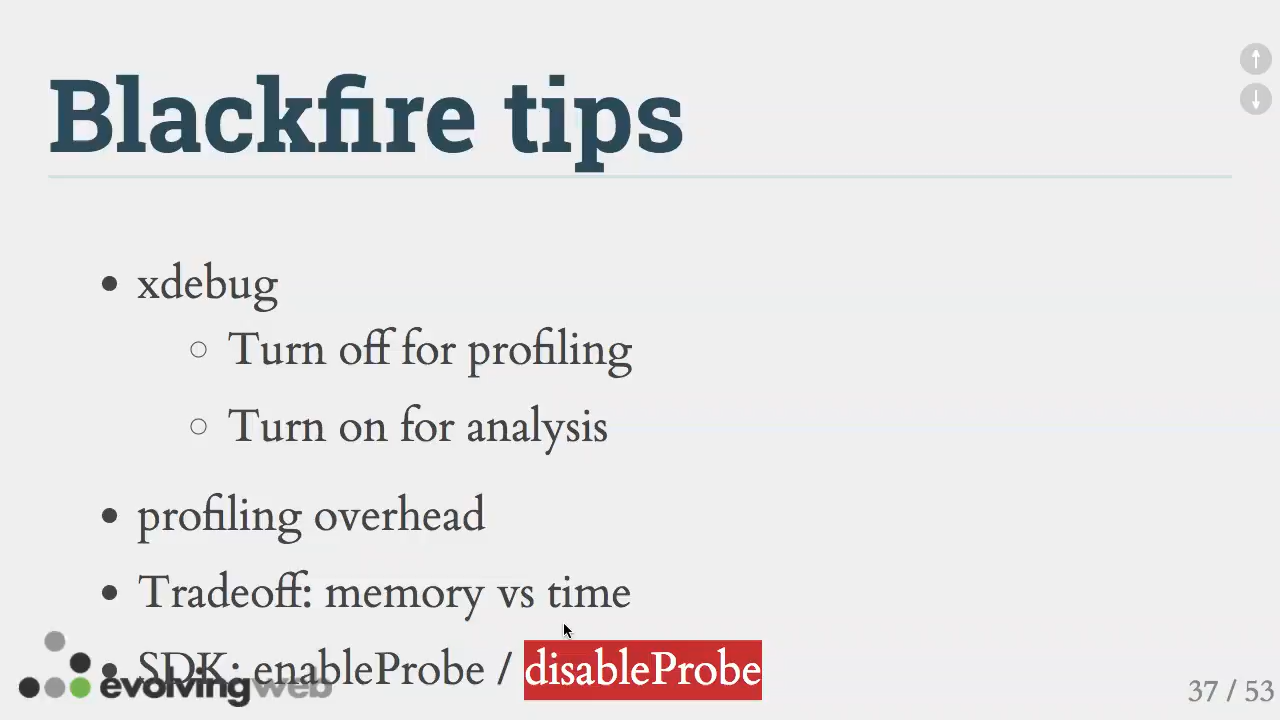 Blackfire tips
xdebug
Turn off for profiling
Turn on for analysis
profiling overhead
Tradeoff: memory vs time
SDK: enableProbe / disableProbe
evolvingweb
37 / 53